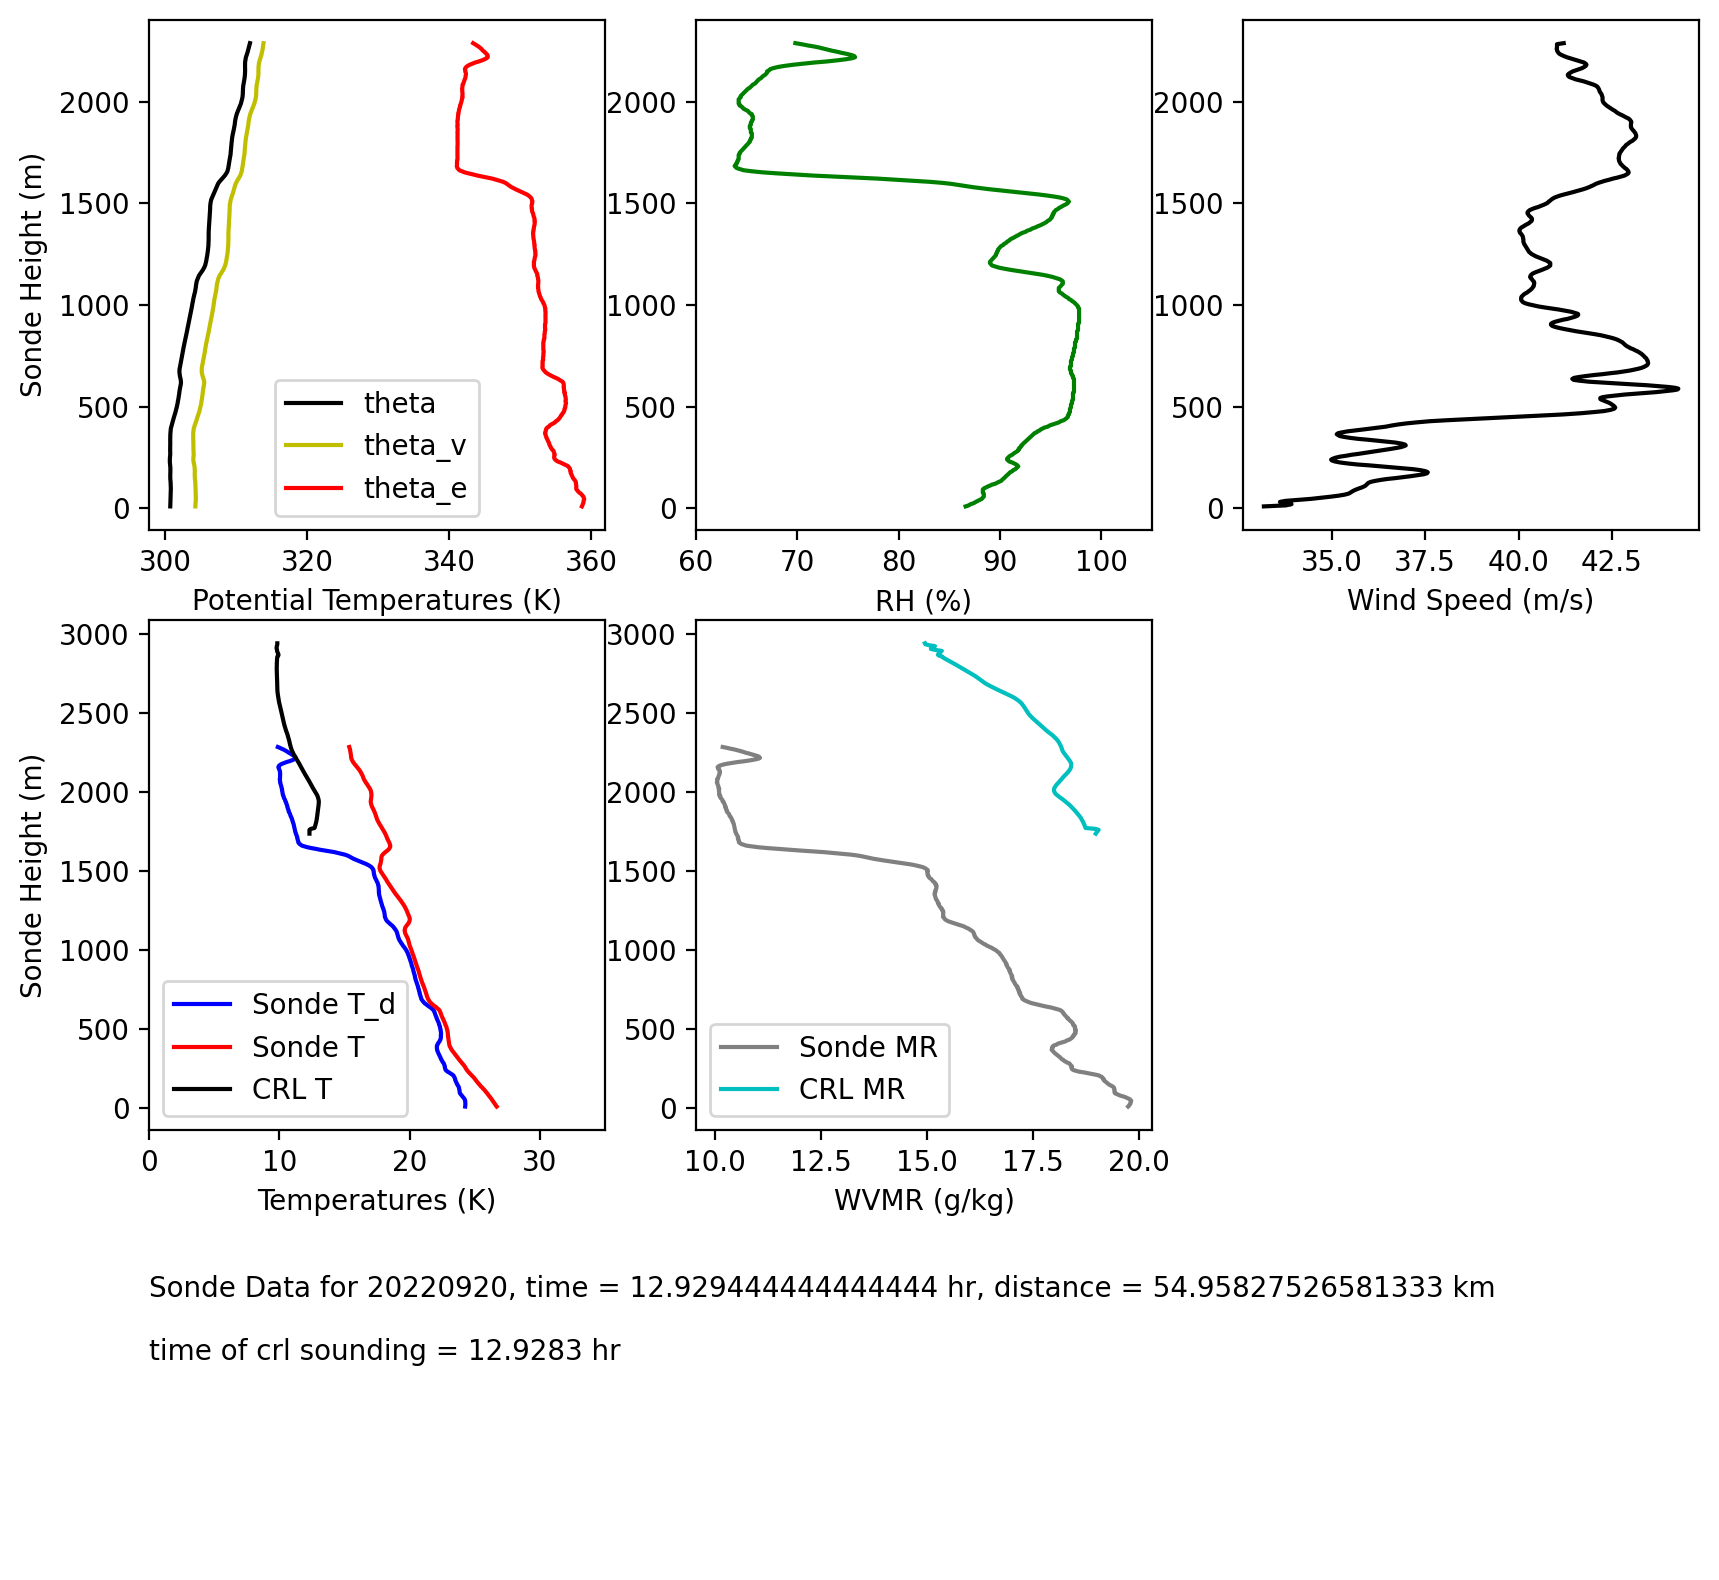 2000
1500
1000
500
0
Sonde Height (m)
theta
theta_v
theta_e
300 320 340 360
Potential Temperatures (K)
2000
1500
1000
500
0
60 70 80 90 100
RH (%)
2000
1500
1000
500
0
35.0 37.5 40.0 42.5
Wind Speed (m/s)
3000
2500
2000
1500
1000
500
0
Sonde Height (m)
Sonde T_d
Sonde T
CRL T
0 10 20 30
Temperatures (K)
3000
2500
2000
1500
1000
500
0
Sonde MR
CRL MR
10.0 12.5 15.0 17.5 20.0
WVMR (g/kg)
Sonde Data for 20220920, time = 12.929444444444444 hr, distance = 54.95827526581333 km
time of crl sounding = 12.9283 hr